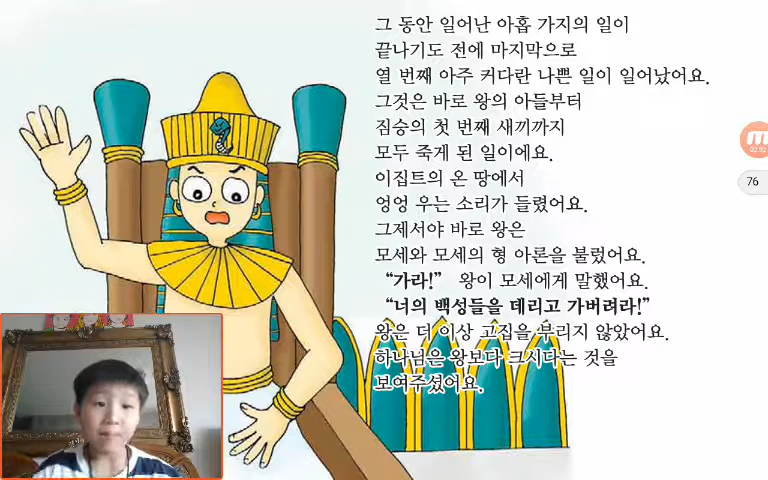 그 동안 일어난 아홉 가지의 일이
끝나기도 전에 마지막으로
열 번째 아주 커다란 나쁜 일이 일어났어요.
그것은 바로 왕의 아들부터
짐승의 첫 번째 새끼까지
모두 죽게 된 일이에요.
이집트의 온 땅에서
엉엉 우는 소리가 들렸어요.
그제서야 바로 왕은
모세와 모세의 형 아론을 불렀어요.
“가라!” 왕이 모세에게 말했어요.
“너의 백성들을 데리고 가버려라!”
왕은 더 이상 고집을 부리지 않았어요.
하나님은 왕보다 크시다는 것을
보여주셨어요.
76